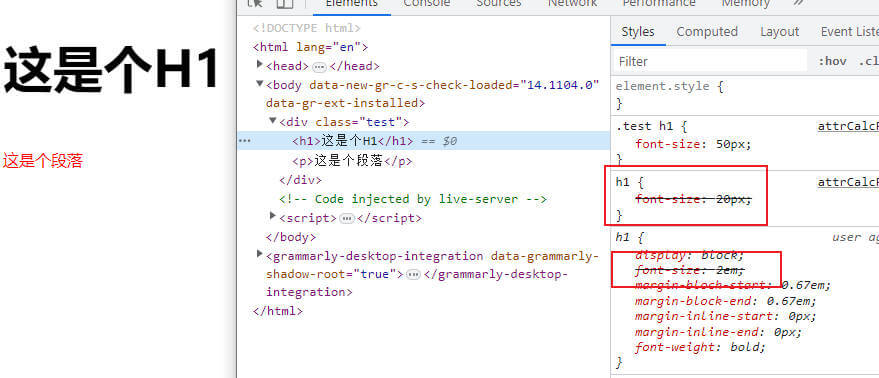 Elements Console Sources Network Performance Memory
Styles Computed Layout Event Liste
Filter :hov .cl
这是个H1
这是个段落
<!DOCTYPE html>
<html lang="en">
<head> … </head>
<body data-new-gr-c-s-check-loaded="14.1104.0"
data-gr-ext-installed>
<div class="test">
… <h1>这是个H1</h1> == $0
<p>这是个段落</p>
</div>
<!-- Code injected by live-server -->
<script> … </script>
</body>
<grammarly-desktop-integration data-grammarly-
shadow-root="true"> … </grammarly-desktop-
integration>
</html>
element.style {
}
.test h1 { attrCalcP
font-size: 50px;
}
h1 { attrCalcP
font-size: 20px;
}
h1 { user ag
display: block;
font-size: 2em;
margin-block-start: 0.67em;
margin-block-end: 0.67em;
margin-inline-start: 0px;
margin-inline-end: 0px;
font-weight: bold;
}